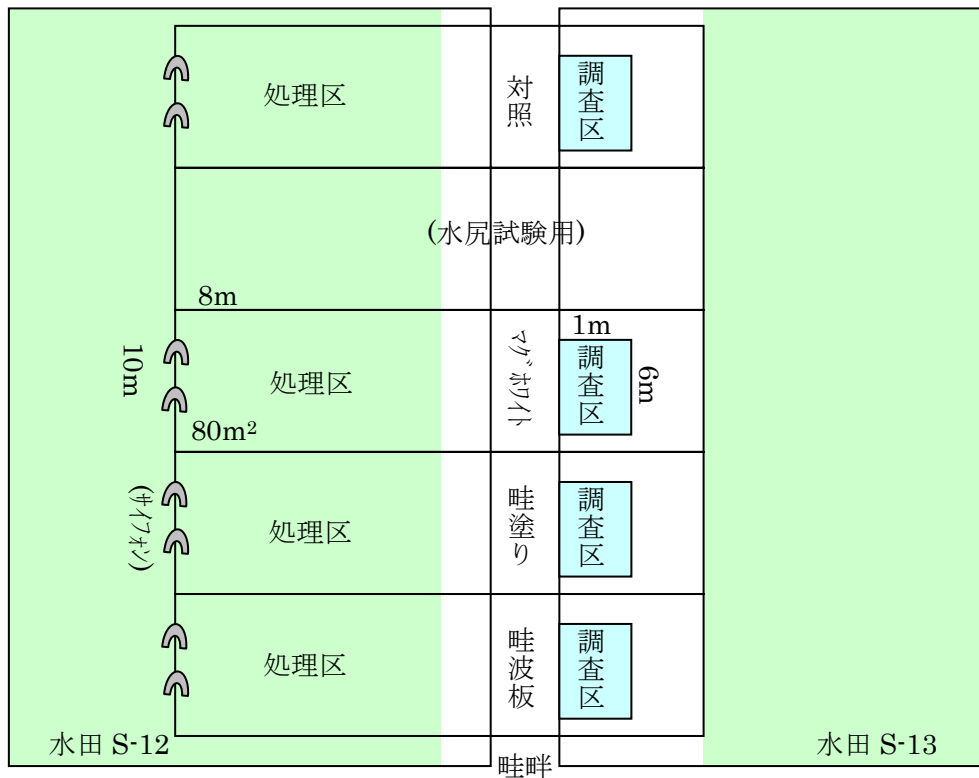 処理区
対照
調査区
(水尻試験用)
8m
10m
処理区
80m²
ﾏｸﾞﾎﾜｲﾄ
1m
調査区
6m
(ｻｲﾌｫﾝ)
処理区
畦塗り
調査区
処理区
畦波板
調査区
水田 S-12
畦畔
水田 S-13